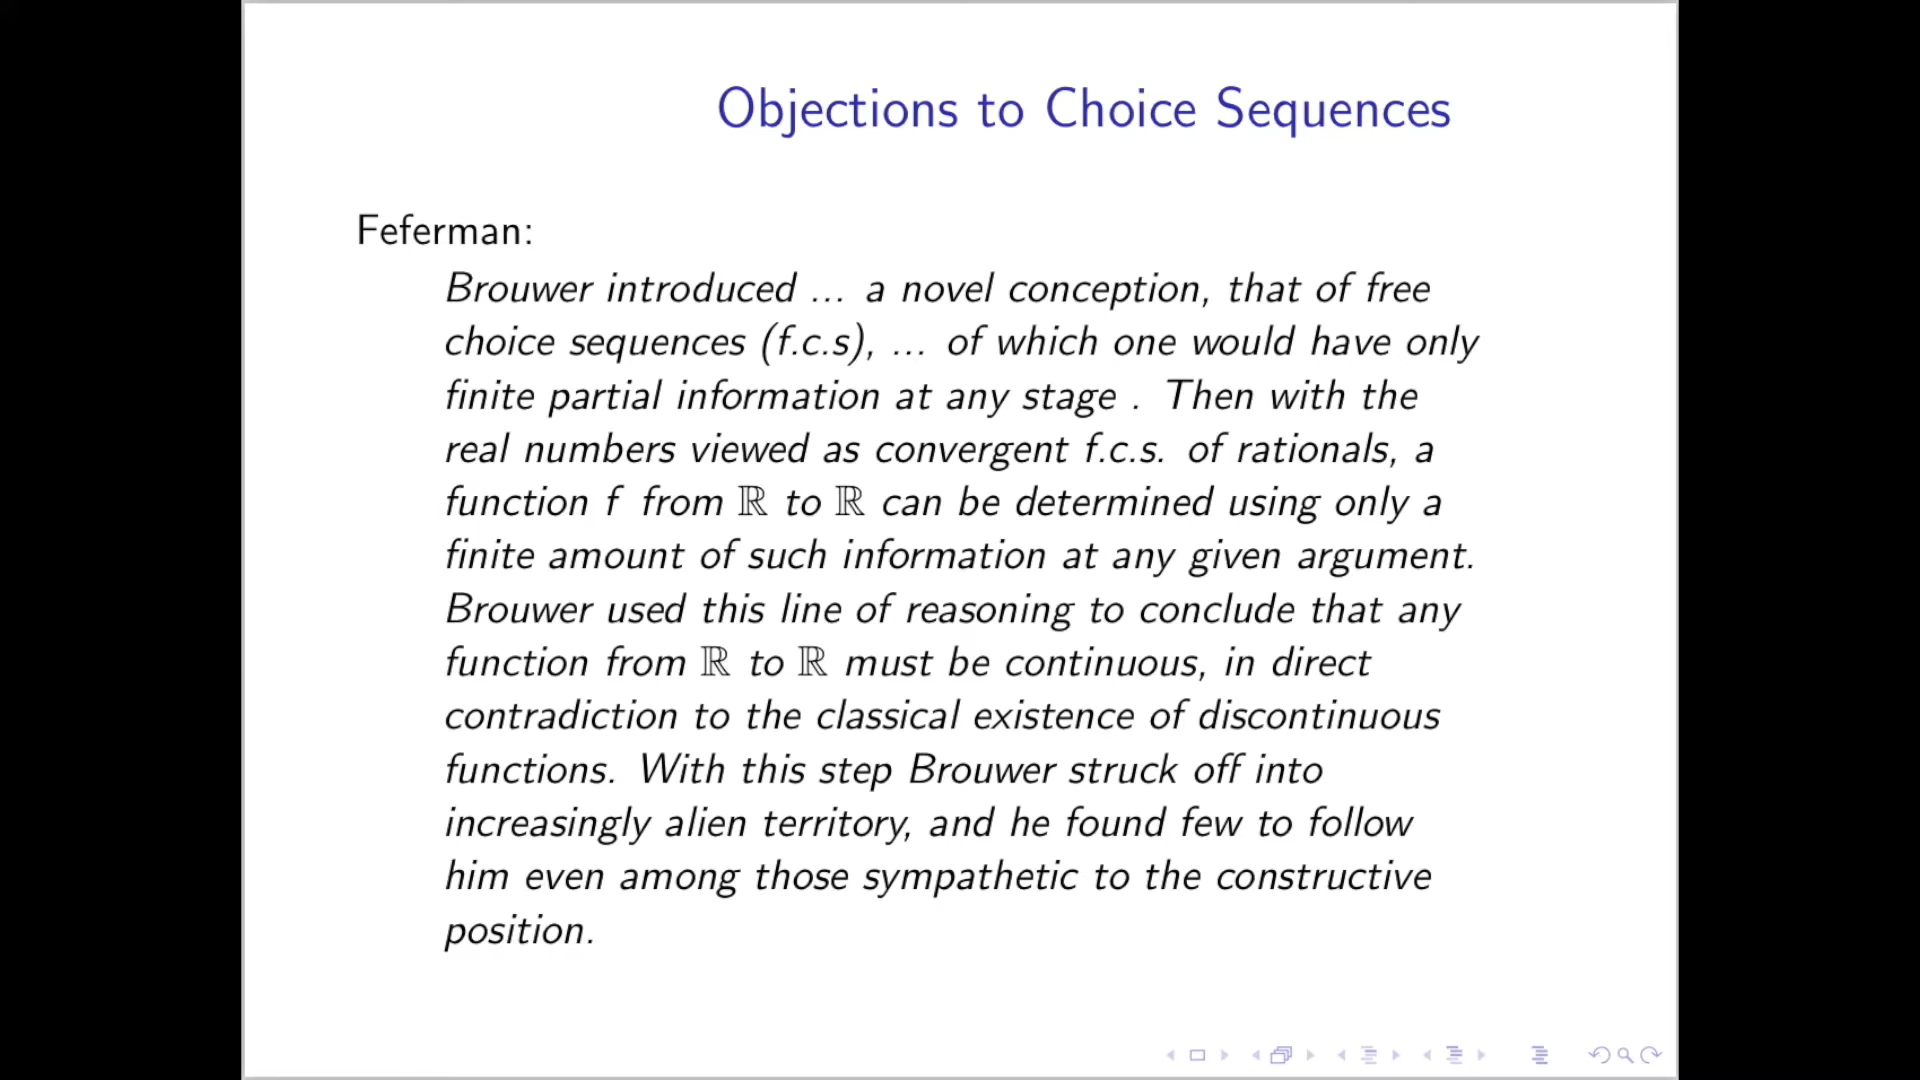 Objections to Choice Sequences
Feferman:
Brouwer introduced ... a novel conception, that of free
choice sequences (f.c.s), ... of which one would have only
finite partial information at any stage . Then with the
real numbers viewed as convergent f.c.s. of rationals, a
function f from ℝ to ℝ can be determined using only a
finite amount of such information at any given argument.
Brouwer used this line of reasoning to conclude that any
function from ℝ to ℝ must be continuous, in direct
contradiction to the classical existence of discontinuous
functions. With this step Brouwer struck off into
increasingly alien territory, and he found few to follow
him even among those sympathetic to the constructive
position.